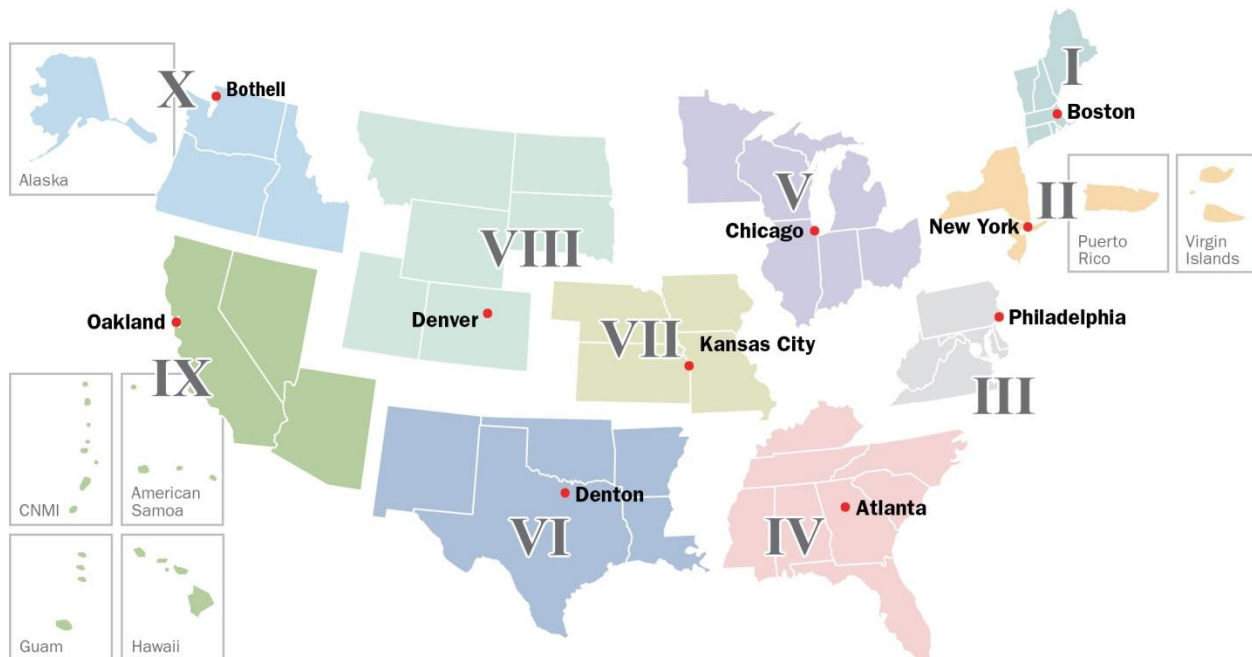 X
Bothell
I
Boston
Alaska
V
Chicago
II
New York
Puerto
Rico
Virgin
Islands
VIII
Denver
Oakland
IX
VII
Kansas City
Philadelphia
III
CNMI
American
Samoa
Denton
VI
Atlanta
IV
Guam
Hawaii